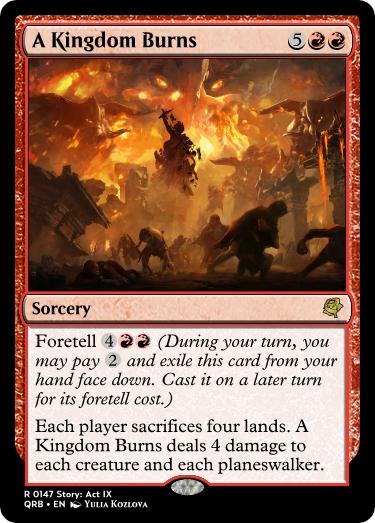 A Kingdom Burns 5
Sorcery
Foretell 4 (During your turn, you
may pay 2 and exile this card from your
hand face down. Cast it on a later turn
for its foretell cost.)
Each player sacrifices four lands. A
Kingdom Burns deals 4 damage to
each creature and each planeswalker.
R 0147 Story: Act IX
QRB • EN Yulia Kozlova